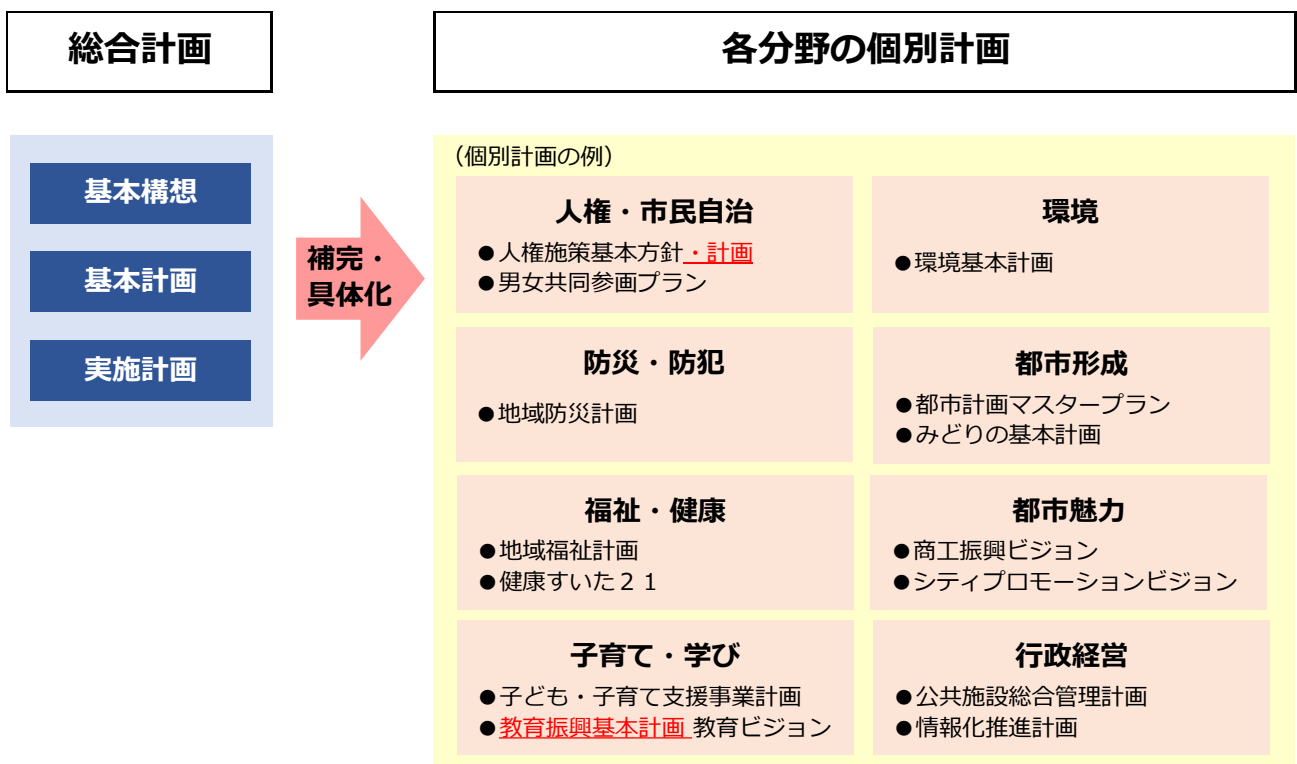 総合計画
各分野の個別計画
基本構想
基本計画
実施計画
補完・
具体化
（個別計画の例）
人権・市民自治
●人権施策基本方針・計画
●男女共同参画プラン
環境
●環境基本計画
防災・防犯
●地域防災計画
都市形成
●都市計画マスタープラン
●みどりの基本計画
福祉・健康
●地域福祉計画
●健康すいた２１
都市魅力
●商工振興ビジョン
●シティプロモーションビジョン
子育て・学び
●子ども・子育て支援事業計画
●教育振興基本計画 教育ビジョン
行政経営
●公共施設総合管理計画
●情報化推進計画